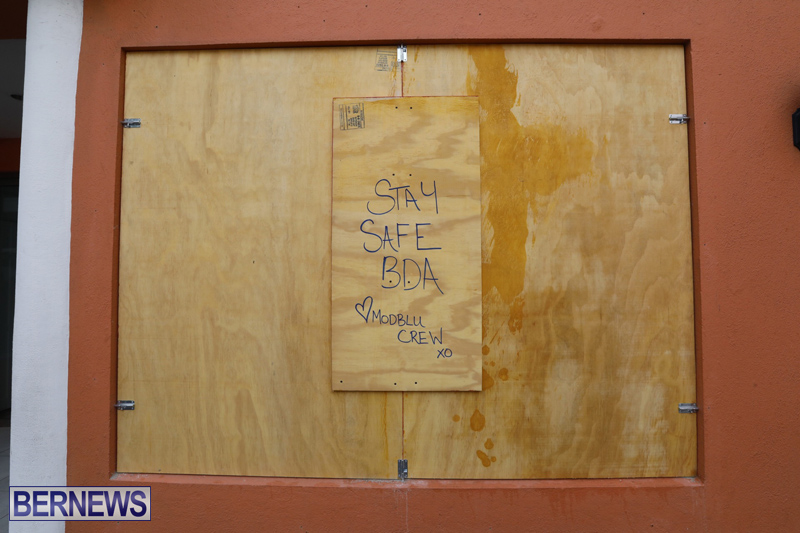 STAY
SAFE
BDA
♡MODBLU
CREW
XO
BERNEWS